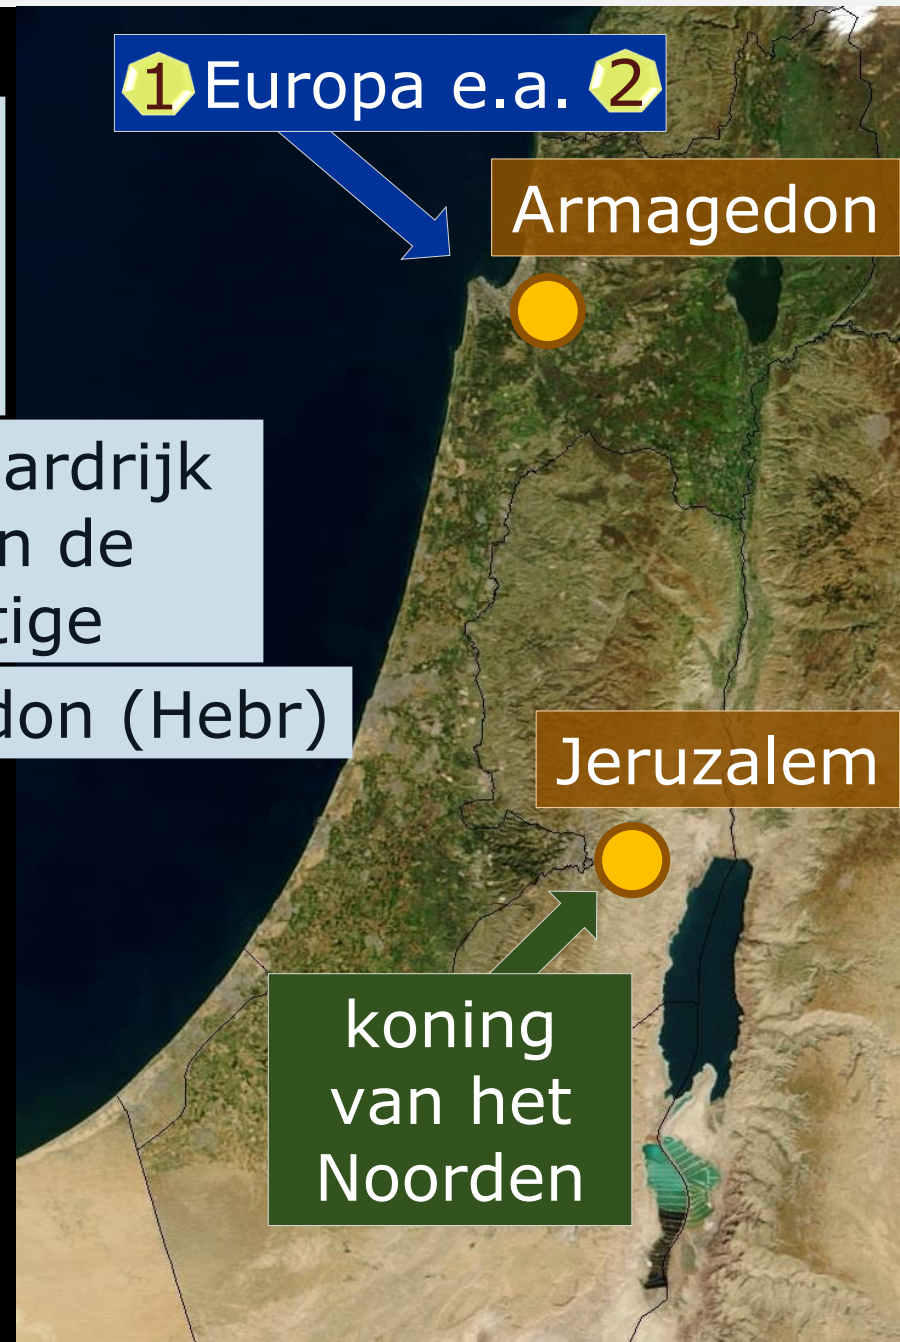 1 Europa e.a. 2
Armagedon
ardrijk
n de
tige
don (Hebr)
Jeruzalem
koning
van het
Noorden